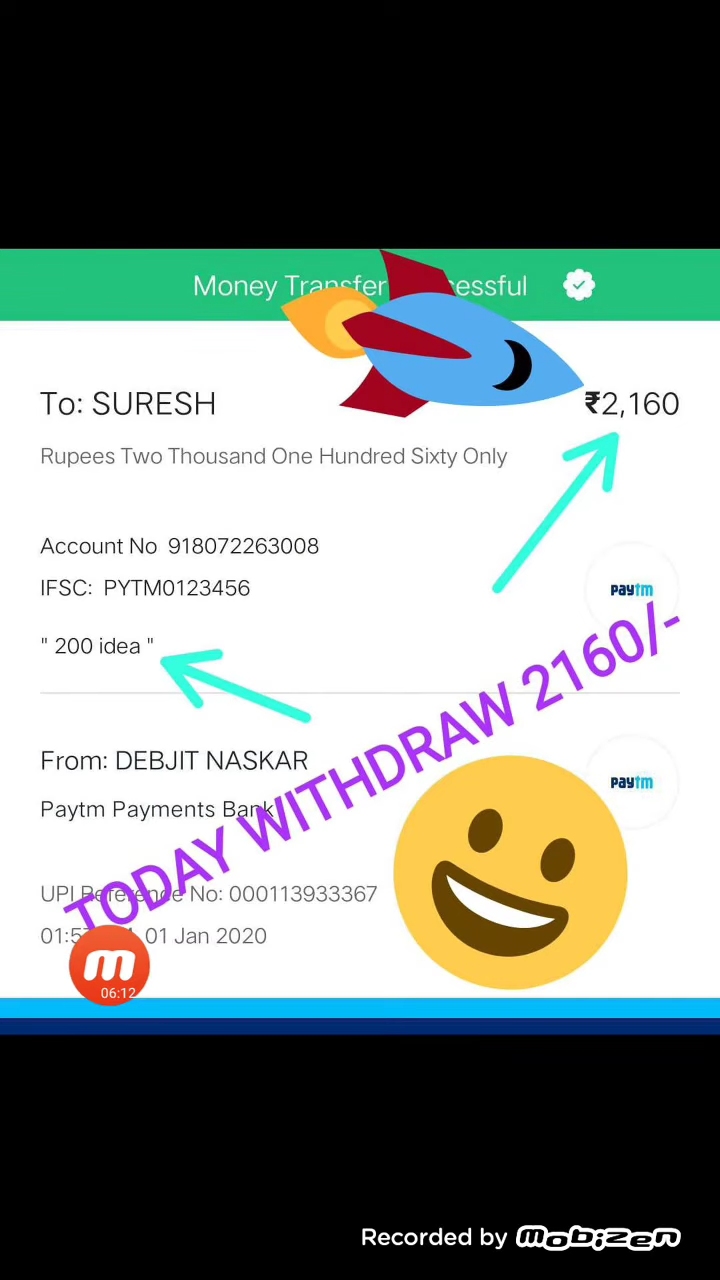 Money Transfer
To: SURESH
₹2,160
Rupees Two Thousand One Hundred Sixty Only
Account No 918072263008
IFSC: PYTM0123456
paytm
" 200 idea "
TODAY WITHDRAW 2160/-
From: DEBJIT NASKAR
paytm
Paytm Payments Bank
UPI Reference No: 000113933367
01 Jan 2020
m
06:12
Recorded by mobizen